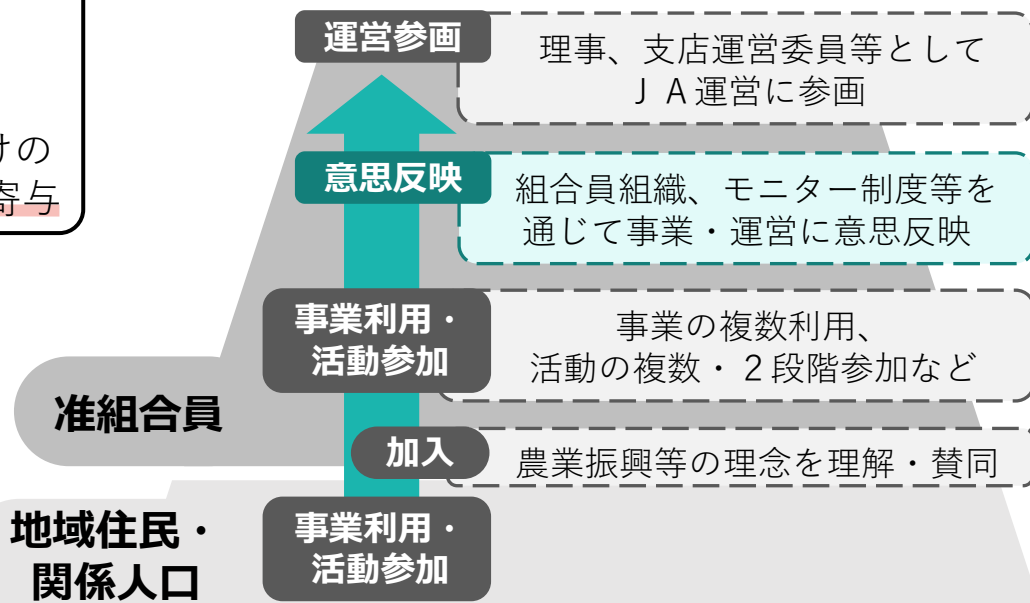 けの
寄与
運営参画
理事、支店運営委員等として
ＪＡ運営に参画
意思反映
組合員組織、モニター制度等を
通じて事業・運営に意思反映
事業利用・
活動参加
事業の複数利用、
活動の複数・２段階参加など
准組合員
加入
農業振興等の理念を理解・賛同
地域住民・
関係人口
事業利用・
活動参加